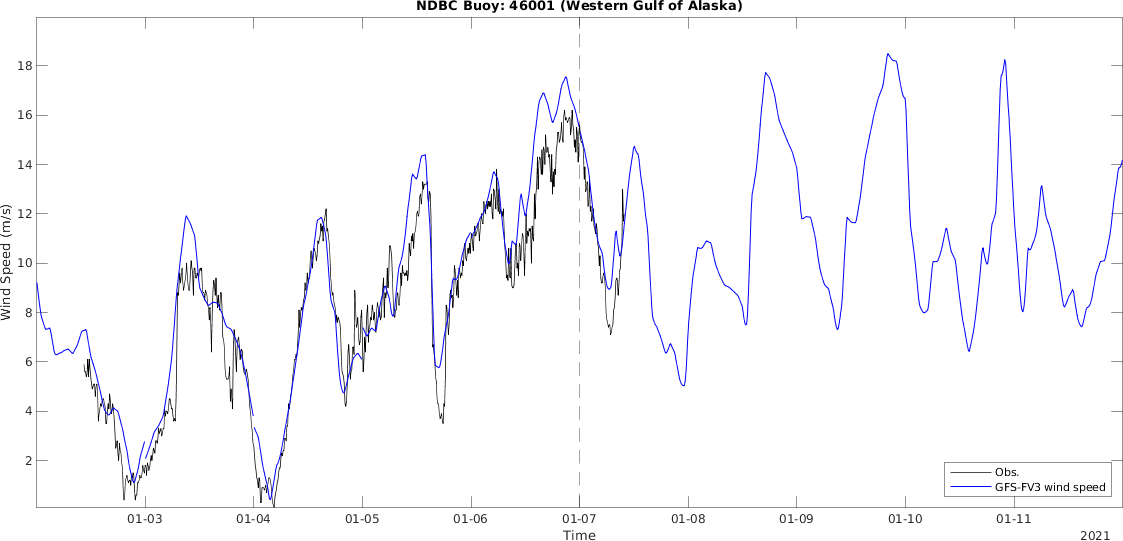 NDBC Buoy: 46001 (Western Gulf of Alaska)
18
16
14
12
10
8
6
4
2
Wind Speed (m/s)
Obs.
GFS-FV3 wind speed
01-03 01-04 01-05 01-06 01-07 01-08 01-09 01-10 01-11
Time
2021